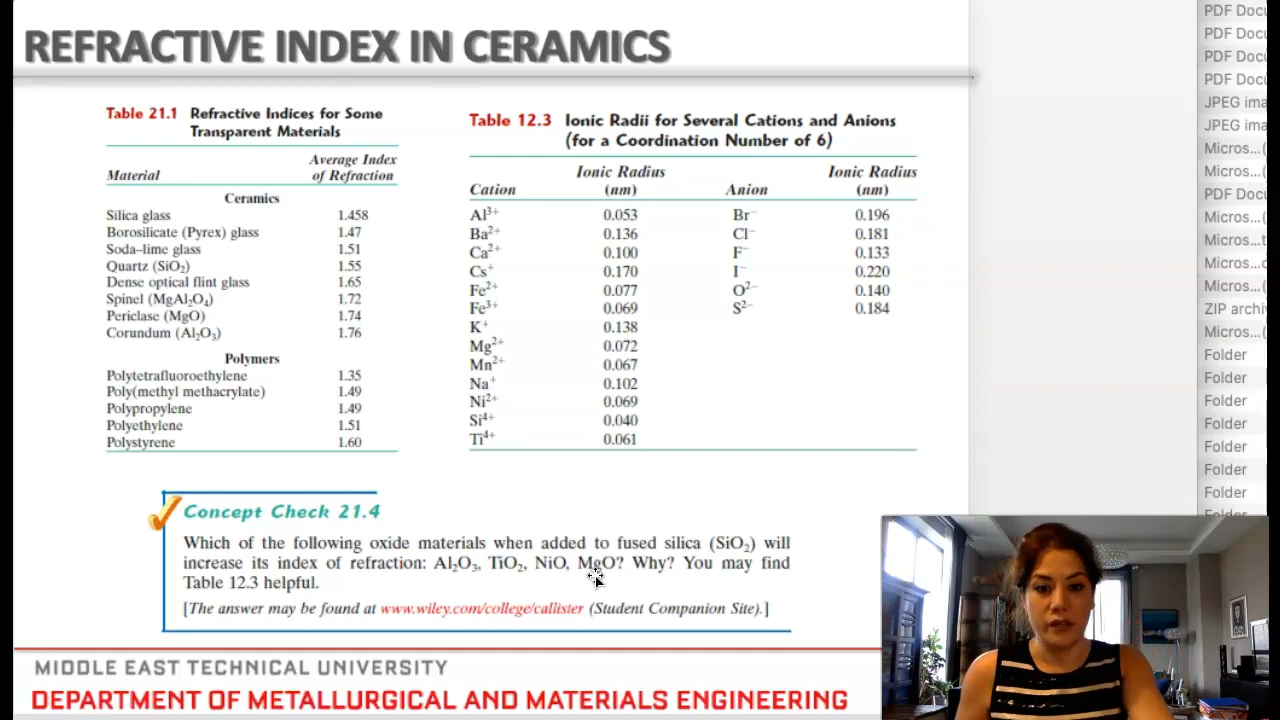 REFRACTIVE INDEX IN CERAMICS
Table 21.1 Refractive Indices for Some
Transparent Materials
Average Index
Material of Refraction
Ceramics
Silica glass 1.458
Borosilicate (Pyrex) glass 1.47
Soda–lime glass 1.51
Quartz (SiO₂) 1.55
Dense optical flint glass 1.65
Spinel (MgAl₂O₄) 1.72
Periclase (MgO) 1.74
Corundum (Al₂O₃) 1.76
Polymers
Polytetrafluoroethylene 1.35
Poly(methyl methacrylate) 1.49
Polypropylene 1.49
Polyethylene 1.51
Polystyrene 1.60
Table 12.3 Ionic Radii for Several Cations and Anions
(for a Coordination Number of 6)
Ionic Radius Ionic Radius
Cation (nm) Anion (nm)
Al³⁺ 0.053 Br⁻ 0.196
Ba²⁺ 0.136 Cl⁻ 0.181
Ca²⁺ 0.100 F⁻ 0.133
Cs⁺ 0.170 I⁻ 0.220
Fe²⁺ 0.077 O²⁻ 0.140
Fe³⁺ 0.069 S²⁻ 0.184
K⁺ 0.138
Mg²⁺ 0.072
Mn²⁺ 0.067
Na⁺ 0.102
Ni²⁺ 0.069
Si⁴⁺ 0.040
Ti⁴⁺ 0.061
Concept Check 21.4
Which of the following oxide materials when added to fused silica (SiO₂) will
increase its index of refraction: Al₂O₃, TiO₂, NiO, MgO? Why? You may find
Table 12.3 helpful.
[The answer may be found at www.wiley.com/college/callister (Student Companion Site).]
MIDDLE EAST TECHNICAL UNIVERSITY
DEPARTMENT OF METALLURGICAL AND MATERIALS ENGINEERING
PDF Docu
PDF Docu
PDF Docu
PDF Docu
JPEG ima
JPEG ima
Micros...(
Micros...(
PDF Docu
Micros...(
Micros...t
Micros...c
Micros...(
ZIP archi
Micros...(
Folder
Folder
Folder
Folder
Folder
Folder
Folder